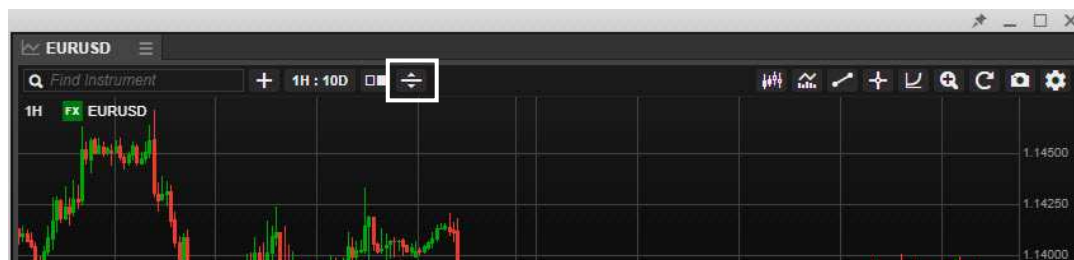 EURUSD
Find Instrument
1H : 10D
1H FX EURUSD
1.14500
1.14250
1.14000